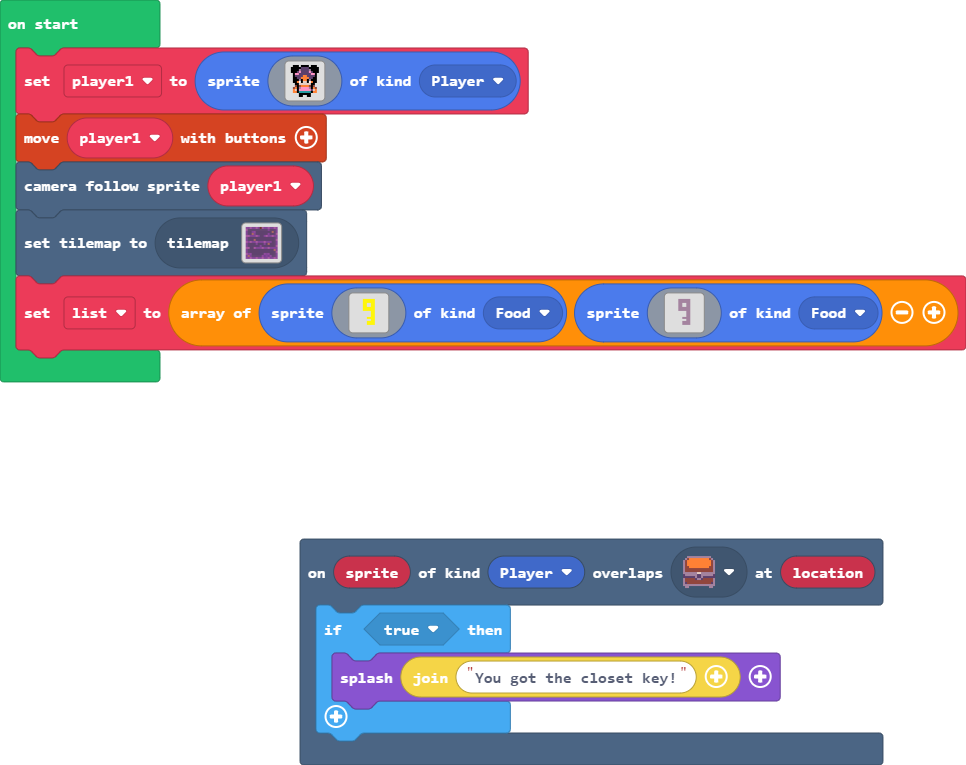 on start
set player1 to sprite of kind Player
move player1 with buttons
camera follow sprite player1
set tilemap to tilemap
set list to array of sprite of kind Food sprite of kind Food
on sprite of kind Player overlaps at location
if true then
splash join "You got the closet key!"